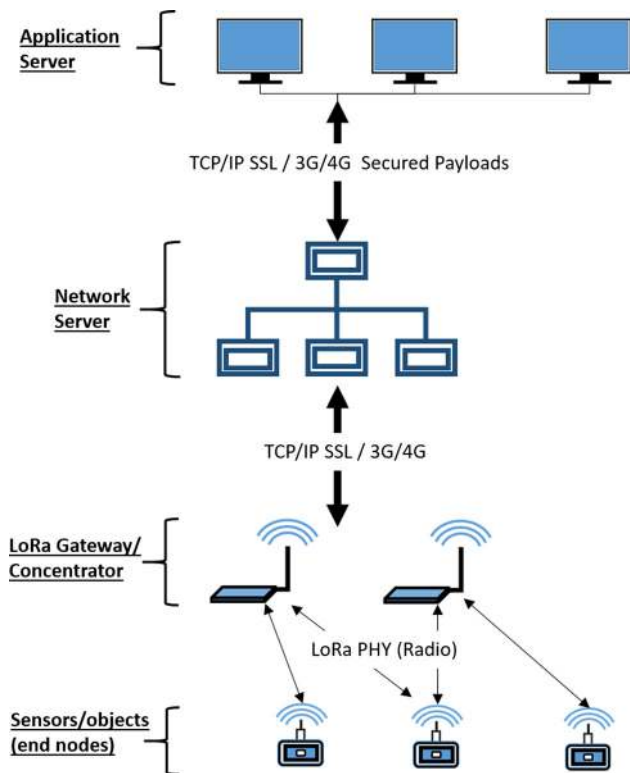 Application
Server
TCP/IP SSL / 3G/4G Secured Payloads
Network
Server
TCP/IP SSL / 3G/4G
LoRa Gateway/
Concentrator
LoRa PHY (Radio)
Sensors/objects
(end nodes)